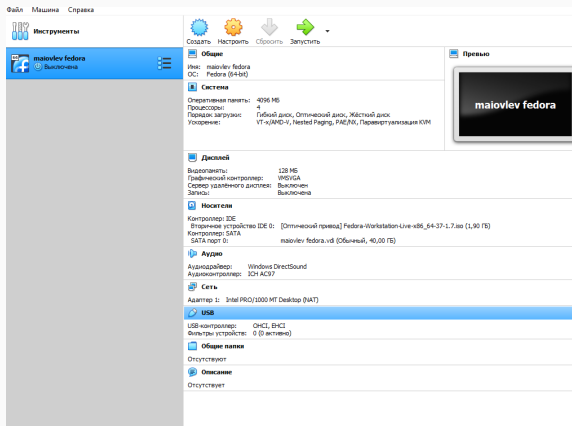 Файл Машина Справка
Инструменты
Создать Настроить Сбросить Запустить
maiovlev fedora
Выключена
Общие
Имя: maiovlev fedora
ОС: Fedora (64-bit)
Превью
maiovlev fedora
Система
Оперативная память: 4096 МБ
Процессоры: 4
Порядок загрузки: Гибкий диск, Оптический диск, Жёсткий диск
Ускорение: VT-x/AMD-V, Nested Paging, PAE/NX, Паравиртуализация KVM
Дисплей
Видеопамять: 128 МБ
Графический контроллер: VMSVGA
Сервер удалённого дисплея: Выключен
Запись: Выключена
Носители
Контроллер: IDE
Вторичное устройство IDE 0: [Оптический привод] Fedora-Workstation-Live-x86_64-37-1.7.iso (1,90 ГБ)
Контроллер: SATA
SATA порт 0: maiovlev fedora.vdi (Обычный, 40,00 ГБ)
Аудио
Аудиодрайвер: Windows DirectSound
Аудиоконтроллер: ICH AC97
Сеть
Адаптер 1: Intel PRO/1000 MT Desktop (NAT)
USB
USB-контроллер: OHCI, EHCI
Фильтры устройств: 0 (0 активно)
Общие папки
Отсутствуют
Описание
Отсутствует